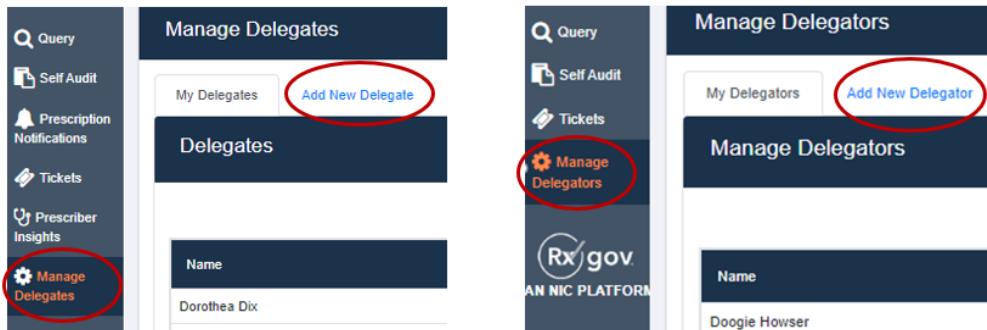 Query
Self Audit
Prescription
Notifications
Tickets
Prescriber
Insights
Manage
Delegates
Manage Delegates
My Delegates
Add New Delegate
Delegates
Name
Dorothea Dix
Query
Self Audit
Tickets
Manage
Delegators
Rx gov.
AN NIC PLATFORM
Manage Delegators
My Delegators
Add New Delegator
Manage Delegators
Name
Doogie Howser